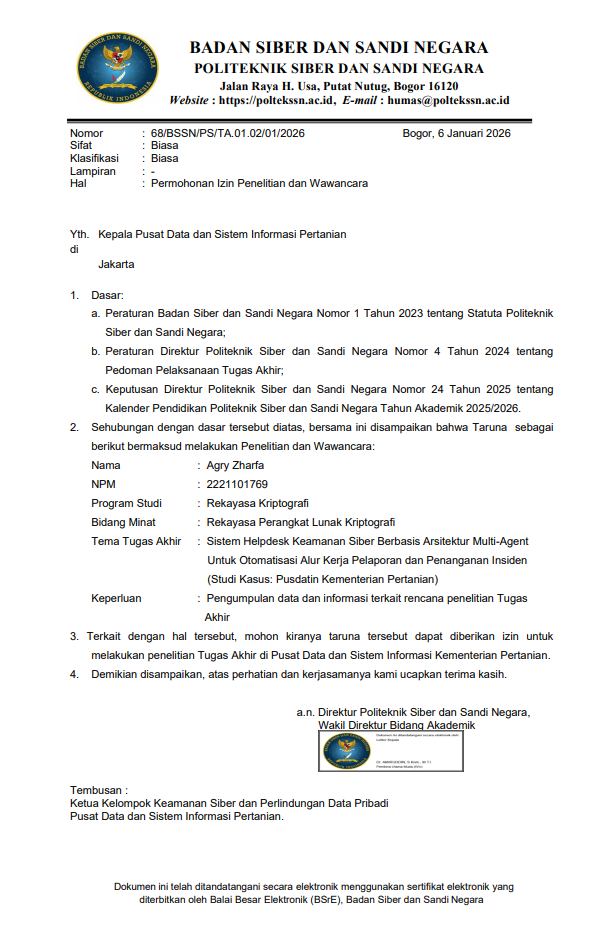 BADAN SIBER DAN SANDI NEGARA
REPUBLIK INDONESIA
BADAN SIBER DAN SANDI NEGARA
POLITEKNIK SIBER DAN SANDI NEGARA
Jalan Raya H. Usa, Putat Nutug, Bogor 16120
Website : https://poltekssn.ac.id, E-mail : humas@poltekssn.ac.id
Nomor : 68/BSSN/PS/TA.01.02/01/2026 Bogor, 6 Januari 2026
Sifat : Biasa
Klasifikasi : Biasa
Lampiran : -
Hal : Permohonan Izin Penelitian dan Wawancara
Yth. Kepala Pusat Data dan Sistem Informasi Pertanian
di
Jakarta
1. Dasar:
a. Peraturan Badan Siber dan Sandi Negara Nomor 1 Tahun 2023 tentang Statuta Politeknik
Siber dan Sandi Negara;
b. Peraturan Direktur Politeknik Siber dan Sandi Negara Nomor 4 Tahun 2024 tentang
Pedoman Pelaksanaan Tugas Akhir;
c. Keputusan Direktur Politeknik Siber dan Sandi Negara Nomor 24 Tahun 2025 tentang
Kalender Pendidikan Politeknik Siber dan Sandi Negara Tahun Akademik 2025/2026.
2. Sehubungan dengan dasar tersebut diatas, bersama ini disampaikan bahwa Taruna sebagai
berikut bermaksud melakukan Penelitian dan Wawancara:
Nama : Agry Zharfa
NPM : 2221101769
Program Studi : Rekayasa Kriptografi
Bidang Minat : Rekayasa Perangkat Lunak Kriptografi
Tema Tugas Akhir : Sistem Helpdesk Keamanan Siber Berbasis Arsitektur Multi-Agent
Untuk Otomatisasi Alur Kerja Pelaporan dan Penanganan Insiden
(Studi Kasus: Pusdatin Kementerian Pertanian)
Keperluan : Pengumpulan data dan informasi terkait rencana penelitian Tugas
Akhir
3. Terkait dengan hal tersebut, mohon kiranya taruna tersebut dapat diberikan izin untuk
melakukan penelitian Tugas Akhir di Pusat Data dan Sistem Informasi Kementerian Pertanian.
4. Demikian disampaikan, atas perhatian dan kerjasamanya kami ucapkan terima kasih.
a.n. Direktur Politeknik Siber dan Sandi Negara,
Wakil Direktur Bidang Akademik
Dokumen ini ditandatangani secara elektronik oleh
Tembusan :
Ketua Kelompok Keamanan Siber dan Perlindungan Data Pribadi
Pusat Data dan Sistem Informasi Pertanian.
Dokumen ini telah ditandatangani secara elektronik menggunakan sertifikat elektronik yang
diterbitkan oleh Balai Besar Elektronik (BSrE), Badan Siber dan Sandi Negara